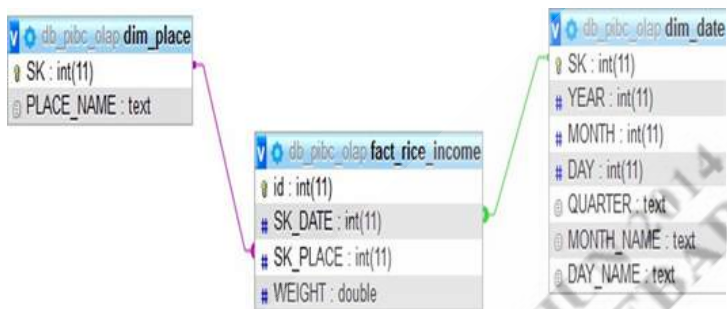 db_pibc_olap dim_place
SK : int(11)
PLACE_NAME : text
db_pibc_olap fact_rice_income
id : int(11)
SK_DATE : int(11)
SK_PLACE : int(11)
WEIGHT : double
db_pibc_olap dim_date
SK : int(11)
YEAR : int(11)
MONTH : int(11)
DAY : int(11)
QUARTER : text
MONTH_NAME : text
DAY_NAME : text
2014